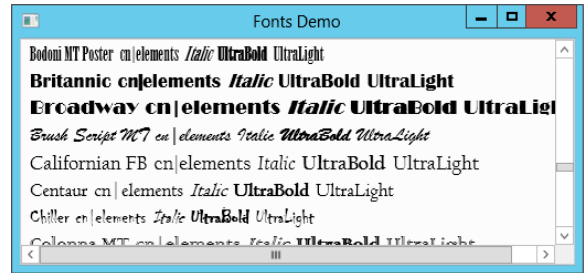 Fonts Demo
Bodoni MT Poster cn|elements Italic UltraBold UltraLight
Britannic cn|elements Italic UltraBold UltraLight
Broadway cn|elements Italic UltraBold UltraLigl
Brush Script MT cn|elements Italic UltraBold UltraLight
Californian FB cn|elements Italic UltraBold UltraLight
Centaur cn|elements Italic UltraBold UltraLight
Chiller cn|elements Italic UltraBold UltraLight
Colonna MT cn|elements Italic UltraBold UltraLight